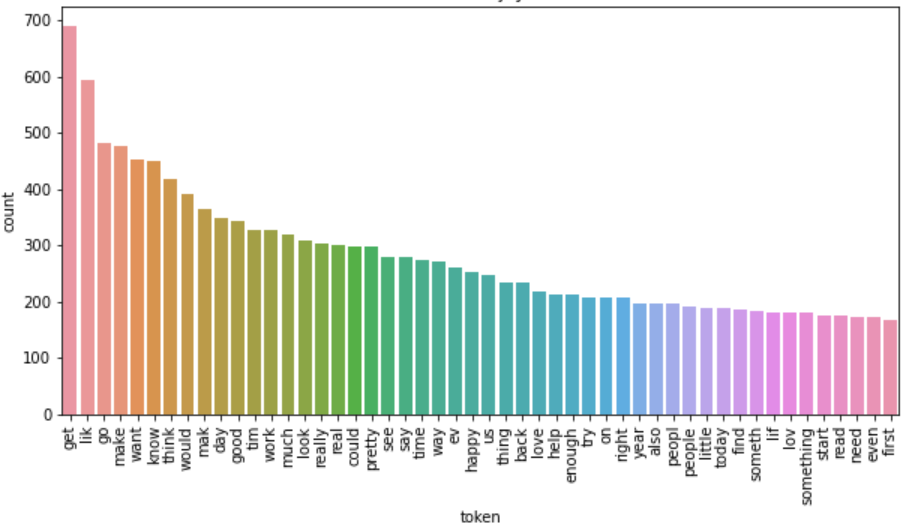 700
600
500
400
300
200
100
0
count
get lik go make want know think would mak day good tim work much look really real could pretty see say time way ev happy us thing back love help enough try on right year also peopl people little today find someth lif lov something start read need even first
token